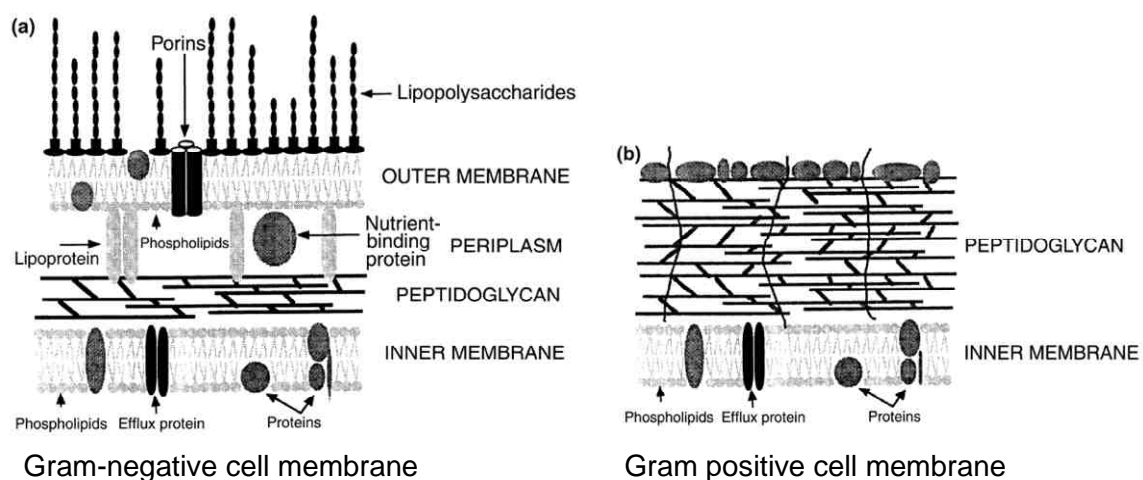 (a)
Porins
Lipopolysaccharides
OUTER MEMBRANE
Phospholipids
Nutrient-
binding
protein
PERIPLASM
Lipoprotein
PEPTIDOGLYCAN
INNER MEMBRANE
Phospholipids Efflux protein Proteins
Gram-negative cell membrane
(b)
PEPTIDOGLYCAN
INNER MEMBRANE
Phospholipids Efflux protein Proteins
Gram positive cell membrane